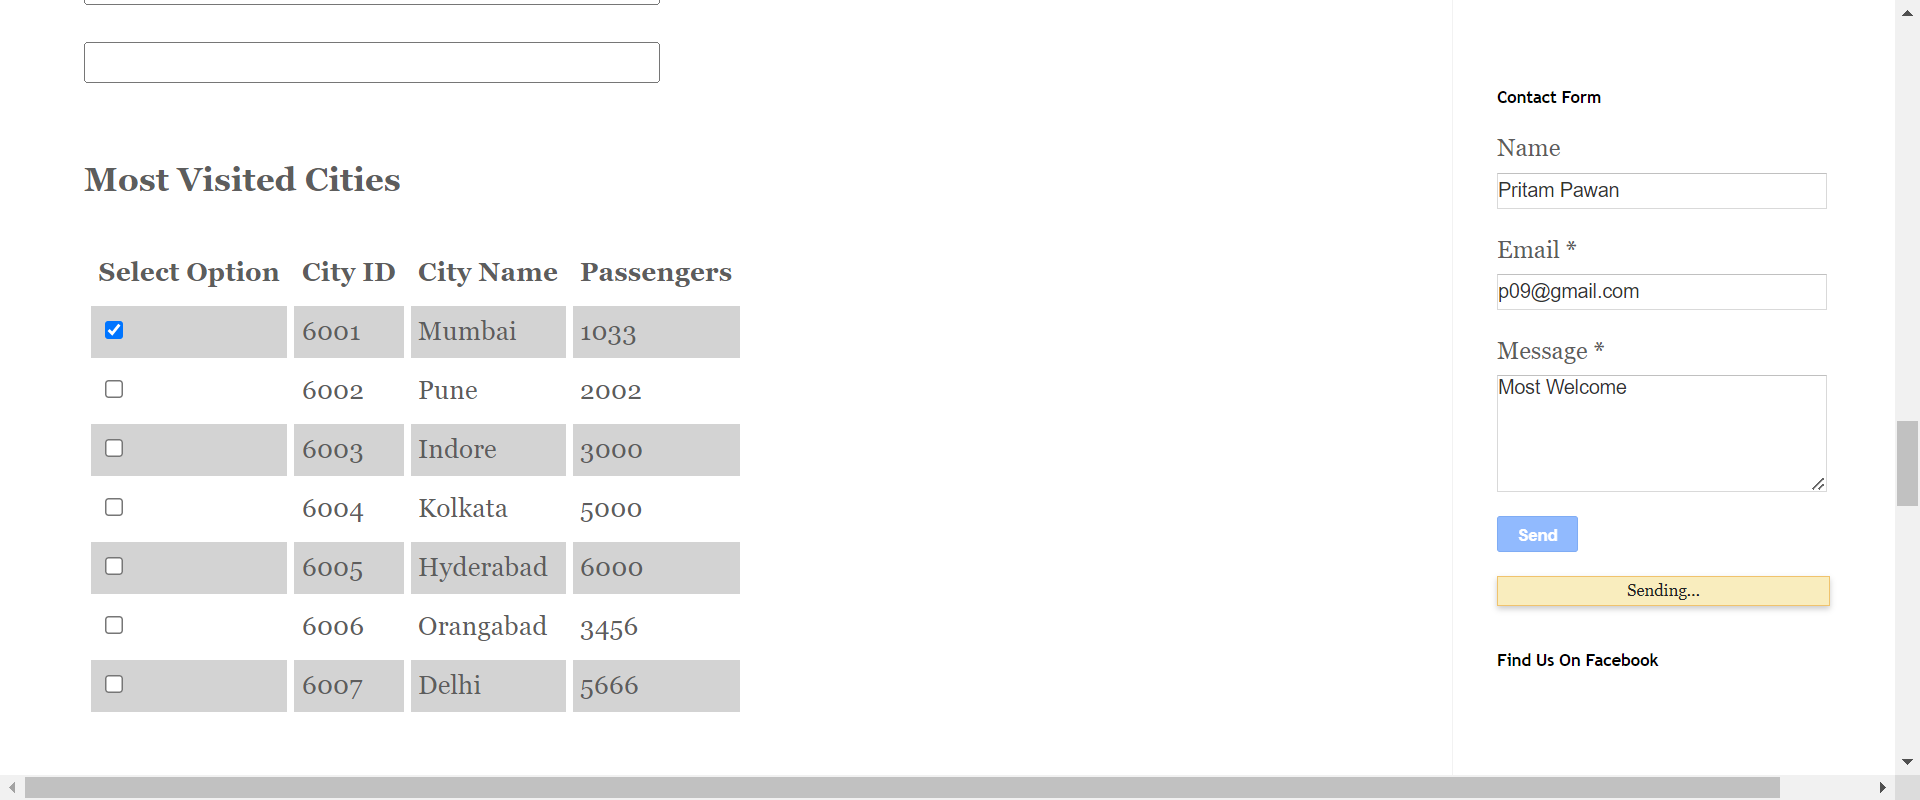 Most Visited Cities
Select Option City ID City Name Passengers
6001 Mumbai 1033
6002 Pune 2002
6003 Indore 3000
6004 Kolkata 5000
6005 Hyderabad 6000
6006 Orangabad 3456
6007 Delhi 5666
Contact Form
Name
Pritam Pawan
Email *
p09@gmail.com
Message *
Most Welcome
Send
Sending...
Find Us On Facebook